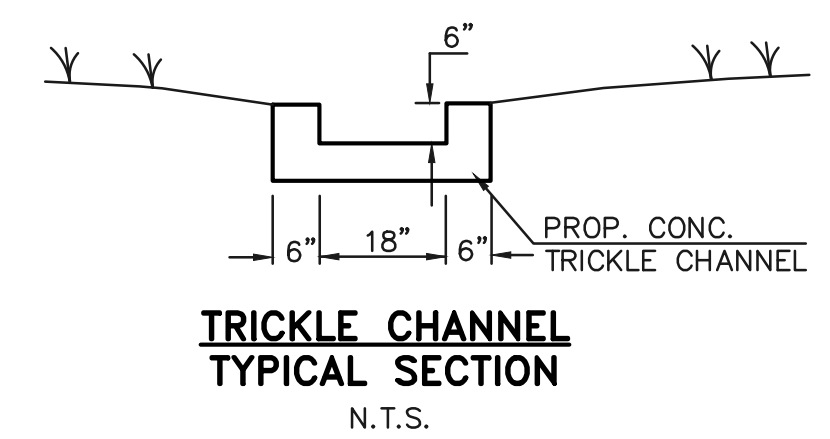 6”
6” 18” 6”
PROP. CONC.
TRICKLE CHANNEL
TRICKLE CHANNEL
TYPICAL SECTION
N.T.S.